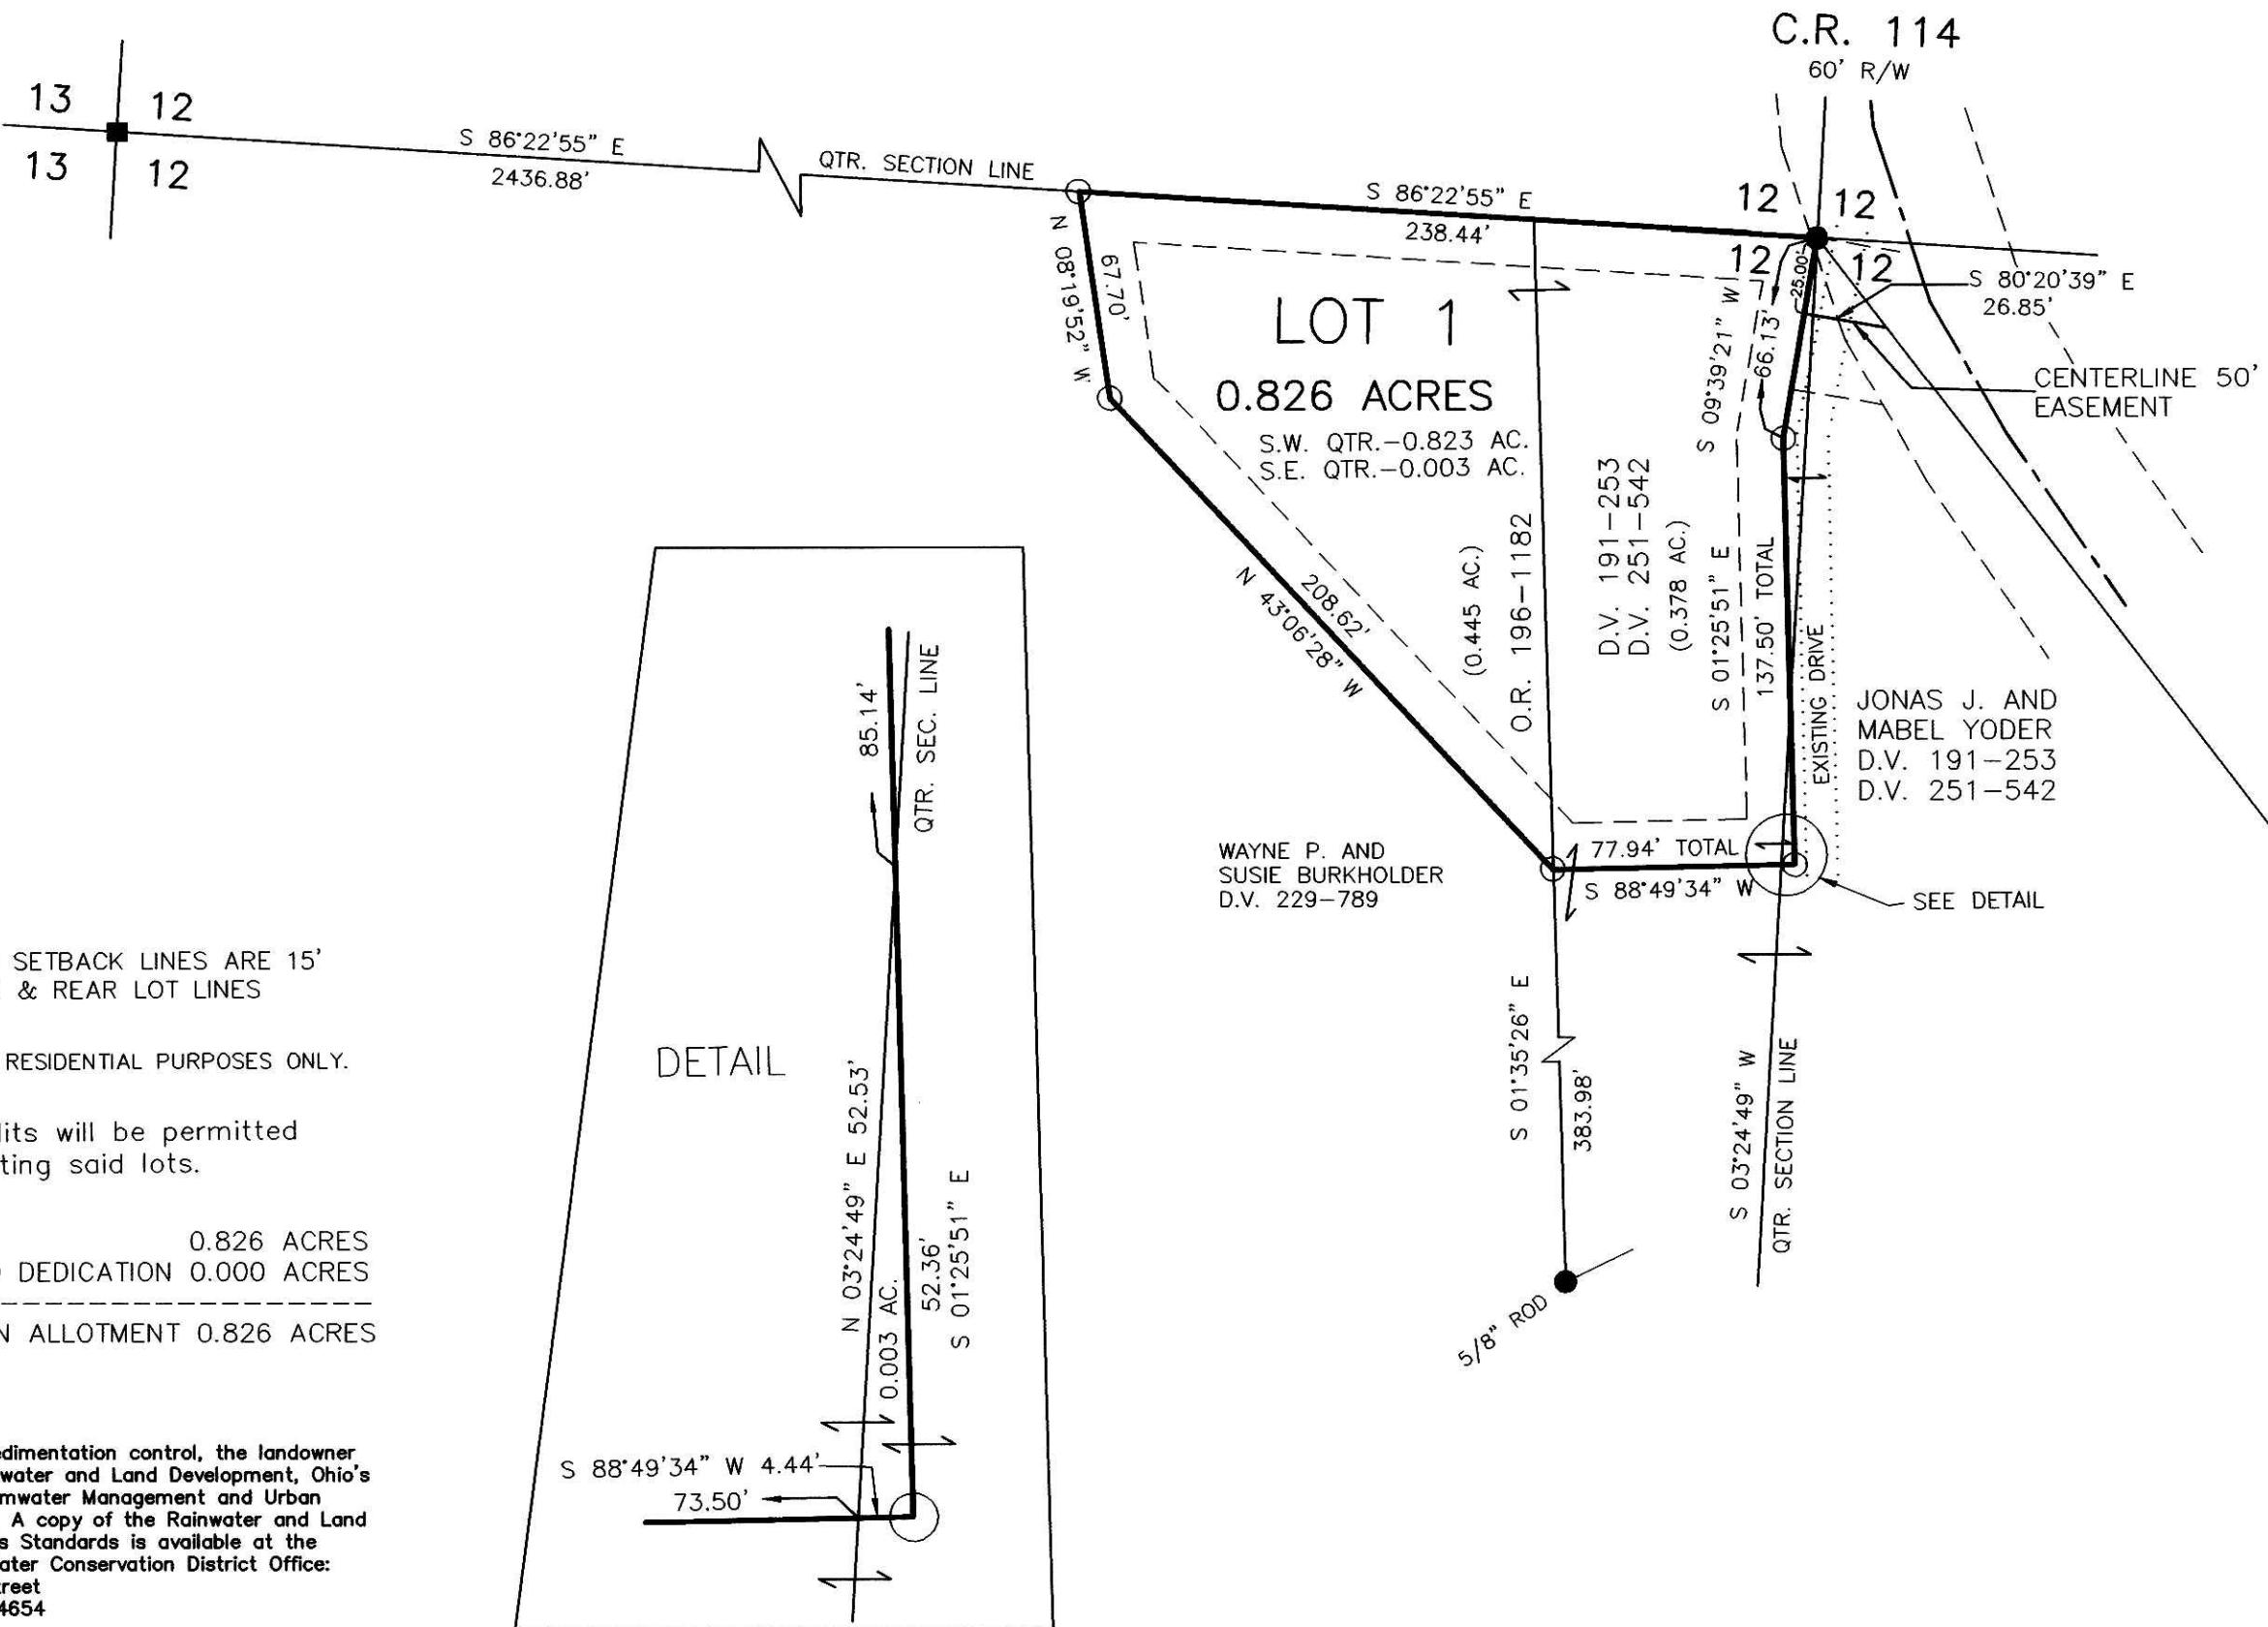 C.R. 114
60' R/W
13
12
13
12
S 86°22'55" E
2436.88'
QTR. SECTION LINE
S 86°22'55" E
238.44'
12
12
12
12
25.00'
S 80°20'39" E
26.85'
CENTERLINE 50'
EASEMENT
N 08°19'52" W
67.70'
LOT 1
0.826 ACRES
S.W. QTR.-0.823 AC.
S.E. QTR.-0.003 AC.
S 09°39'21" W
66.13'
D.V. 191-253
D.V. 251-542
(0.378 AC.)
(0.445 AC.)
O.R. 196-1182
S 01°25'51" E
137.50' TOTAL
EXISTING DRIVE
208.62'
N 43°06'28" W
JONAS J. AND
MABEL YODER
D.V. 191-253
D.V. 251-542
WAYNE P. AND
SUSIE BURKHOLDER
D.V. 229-789
77.94' TOTAL
S 88°49'34" W
SEE DETAIL
S 01°35'26" E
383.98'
5/8" ROD
S 03°24'49" W
QTR. SECTION LINE
DETAIL
85.14'
QTR. SEC. LINE
N 03°24'49" E 52.53'
0.003 AC.
52.36'
S 01°25'51" E
S 88°49'34" W 4.44'
73.50'
SETBACK LINES ARE 15'
& REAR LOT LINES
RESIDENTIAL PURPOSES ONLY.
lits will be permitted
ting said lots.
0.826 ACRES
DEDICATION 0.000 ACRES
N ALLOTMENT 0.826 ACRES
edimentation control, the landowner
water and Land Development, Ohio's
mwater Management and Urban
A copy of the Rainwater and Land
s Standards is available at the
ater Conservation District Office:
treet
4654